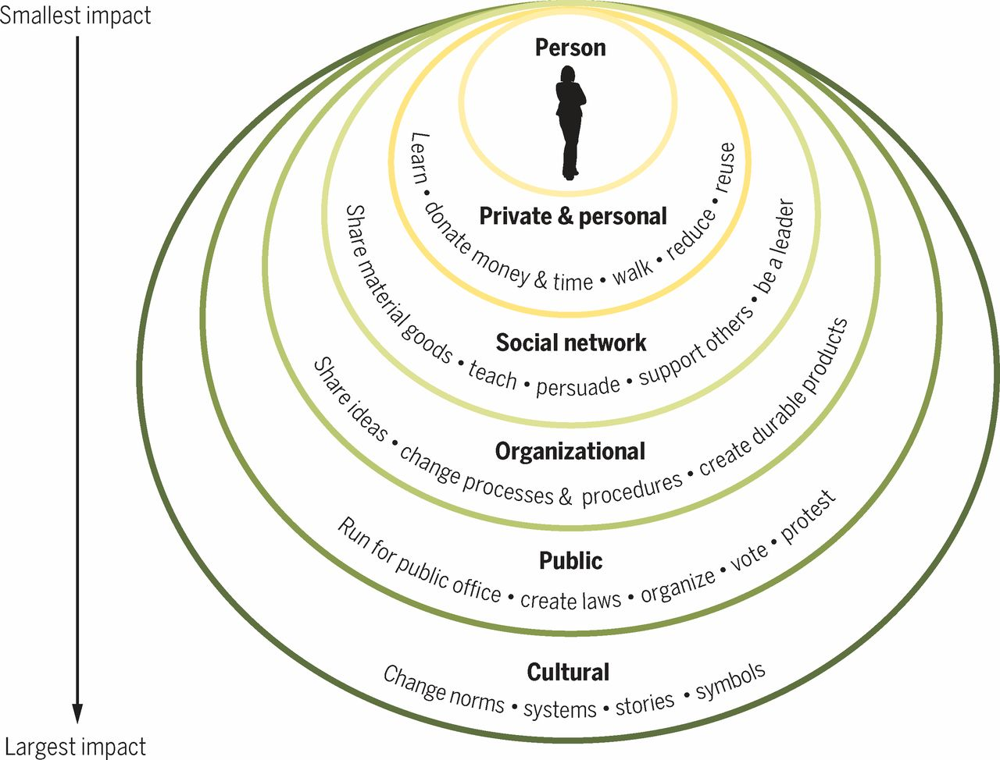 Smallest impact
Person
Private & personal
Learn • donate money & time • walk • reduce • reuse
Social network
Share material goods • teach • persuade • support others • be a leader
Organizational
Share ideas • change processes & procedures • create durable products
Public
Run for public office • create laws • organize • vote • protest
Cultural
Change norms • systems • stories • symbols
Largest impact